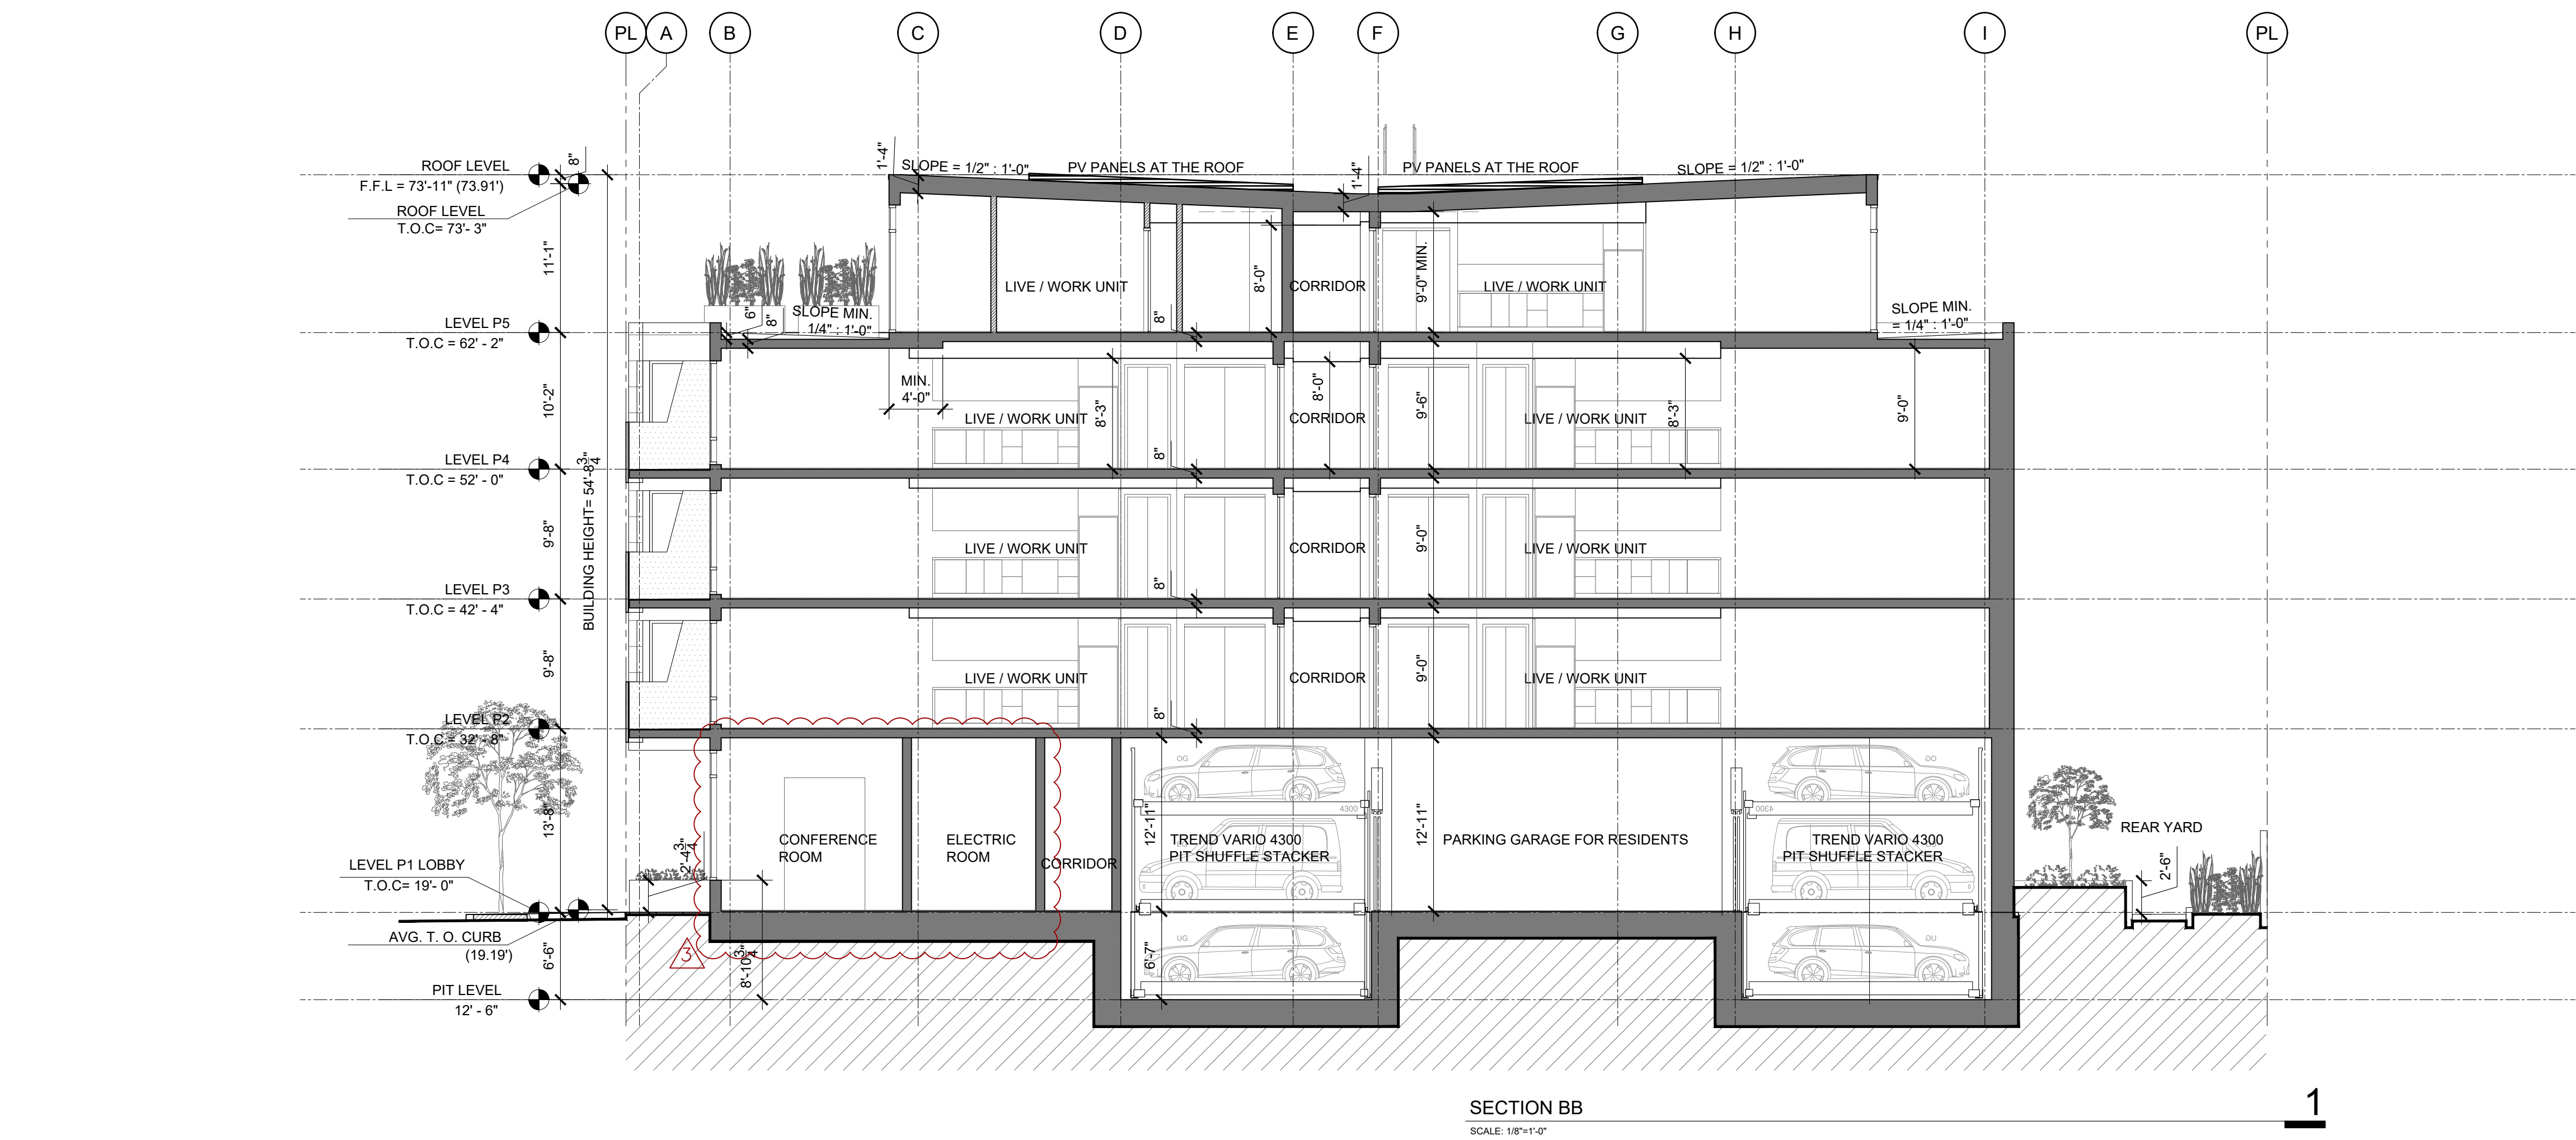 PL
A
B
C
D
E
F
G
H
I
PL
ROOF LEVEL
F.F.L = 73'-11" (73.91')
ROOF LEVEL
T.O.C= 73'- 3"
8"
1'-4"
SLOPE = 1/2" : 1'-0"
PV PANELS AT THE ROOF
1'-4"
PV PANELS AT THE ROOF
SLOPE = 1/2" : 1'-0"
11'-1"
LIVE / WORK UNIT
8'-0"
CORRIDOR
9'-0" MIN.
LIVE / WORK UNIT
LEVEL P5
T.O.C = 62' - 2"
6"
8"
SLOPE MIN.
1/4" : 1'-0"
8"
SLOPE MIN.
= 1/4" : 1'-0"
10'-2"
BUILDING HEIGHT= 54'-8 3/4"
MIN.
4'-0"
LIVE / WORK UNIT
8'-3"
8'-0"
CORRIDOR
9'-6"
LIVE / WORK UNIT
8'-3"
9'-0"
LEVEL P4
T.O.C = 52' - 0"
8"
9'-8"
LIVE / WORK UNIT
CORRIDOR
9'-0"
LIVE / WORK UNIT
LEVEL P3
T.O.C = 42' - 4"
8"
9'-8"
LIVE / WORK UNIT
CORRIDOR
9'-0"
LIVE / WORK UNIT
LEVEL P2
T.O.C = 32' - 8"
8"
13'-8"
OG
OG
4300
4300
CONFERENCE
ROOM
ELECTRIC
ROOM
CORRIDOR
12'-11"
TREND VARIO 4300
PIT SHUFFLE STACKER
12'-11"
PARKING GARAGE FOR RESIDENTS
TREND VARIO 4300
PIT SHUFFLE STACKER
REAR YARD
2'-6"
2'-4 3/4"
LEVEL P1 LOBBY
T.O.C= 19'- 0"
AVG. T. O. CURB
(19.19')
6'-6"
3
8'-10 3/4"
6'-7"
UG
UG
PIT LEVEL
12' - 6"
SECTION BB
1
SCALE: 1/8"=1'-0"